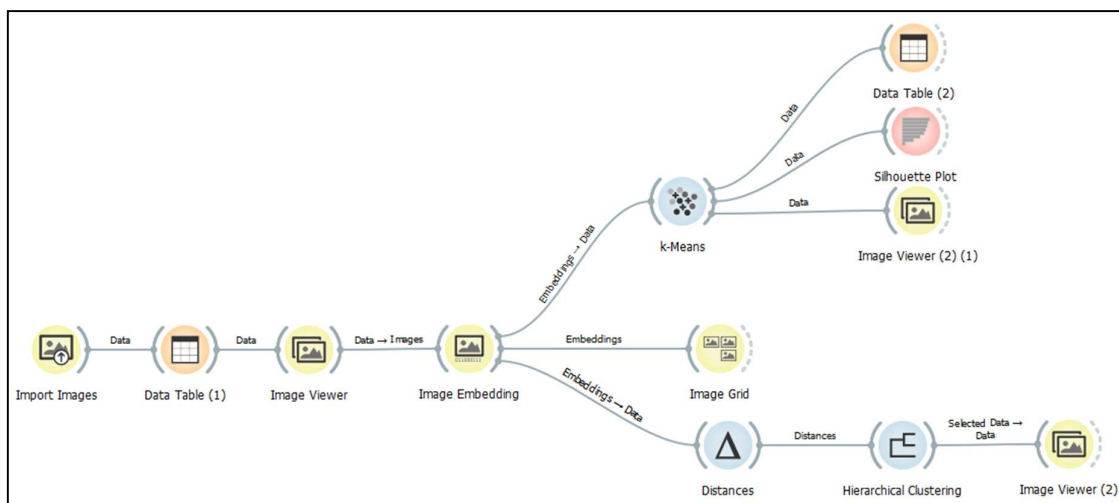 Data Table (2)
Data
Data
Silhouette Plot
Data
k-Means
Image Viewer (2) (1)
Embeddings → Data
Import Images
Data
Data Table (1)
Data
Image Viewer
Data → Images
Image Embedding
Embeddings
Image Grid
Embeddings → Data
Distances
Distances
Hierarchical Clustering
Selected Data →
Data
Image Viewer (2)